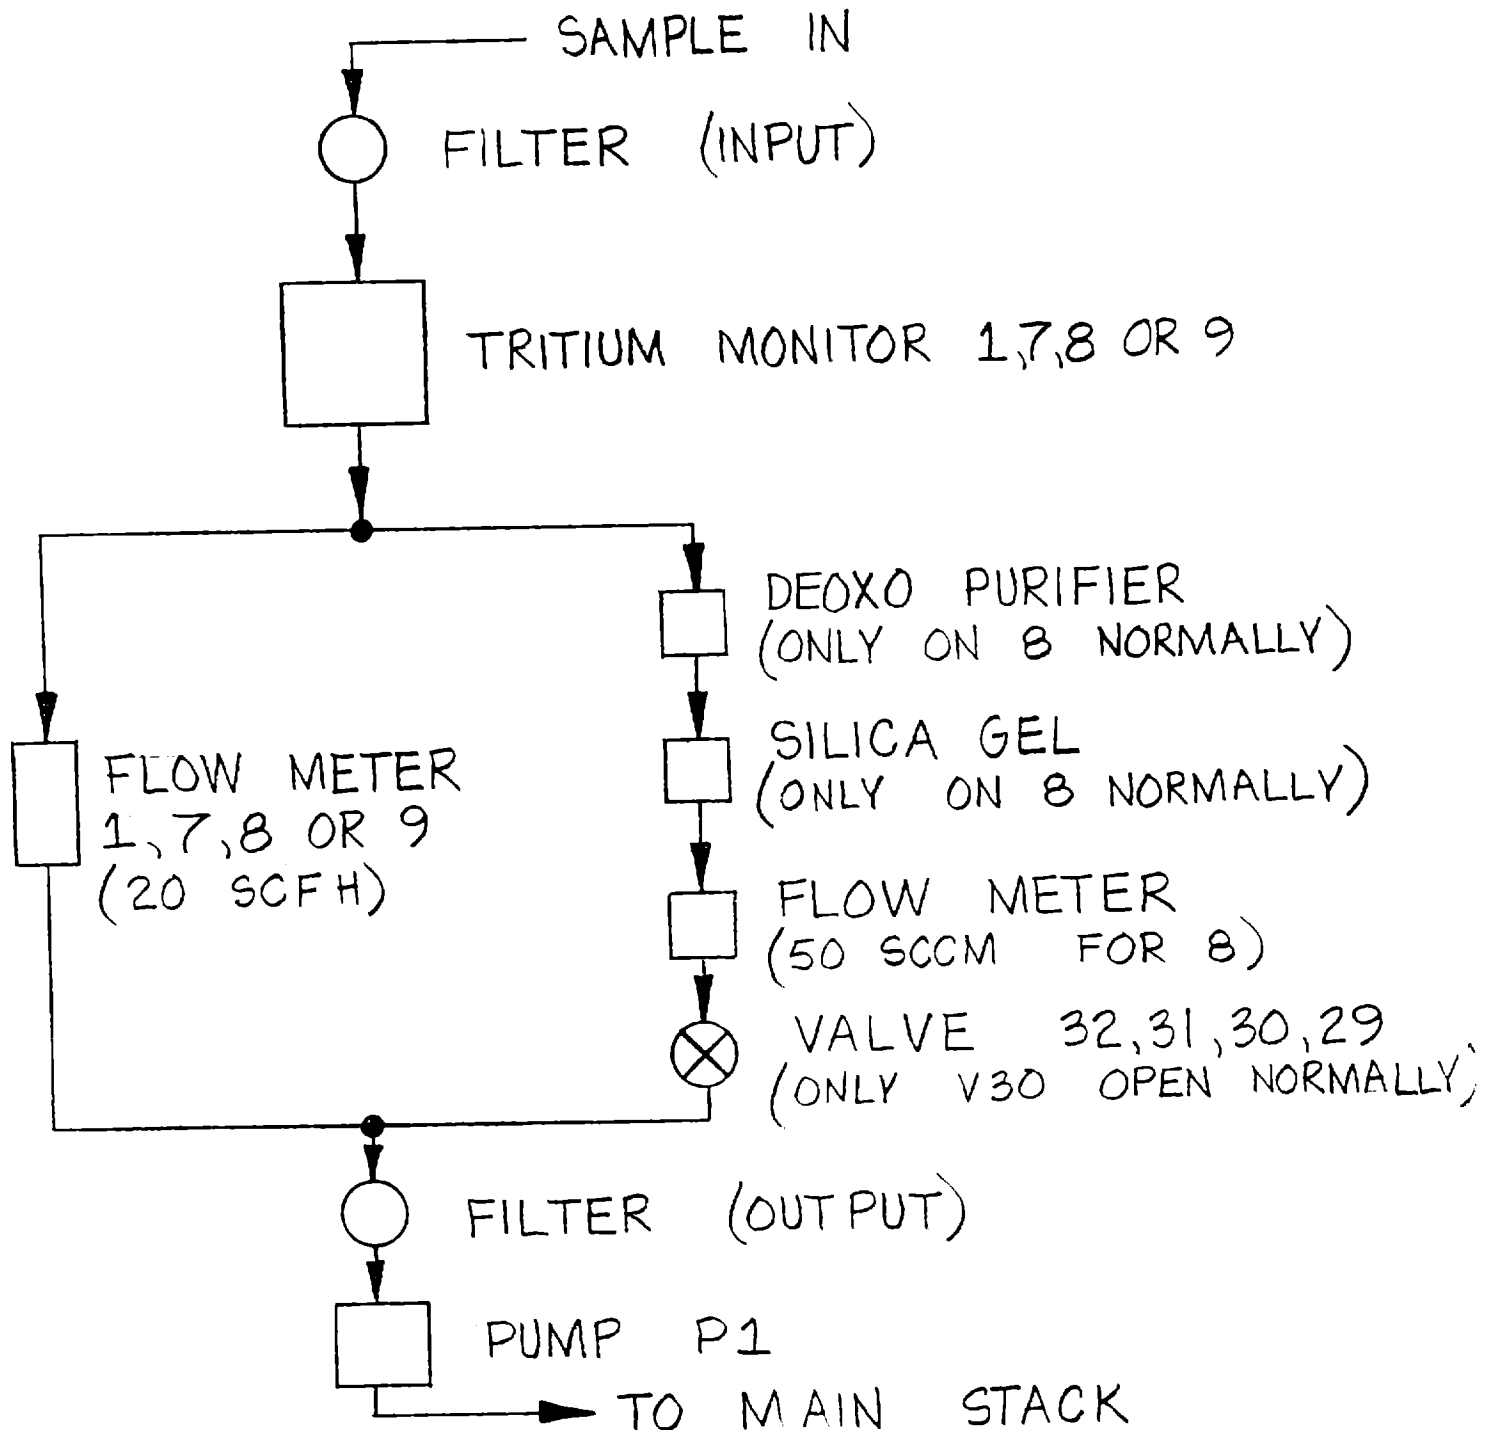 SAMPLE IN
FILTER (INPUT)
TRITIUM MONITOR 1,7,8 OR 9
DEOXO PURIFIER
(ONLY ON 8 NORMALLY)
SILICA GEL
(ONLY ON 8 NORMALLY)
FLOW METER
1,7,8 OR 9
(20 SCFH)
FLOW METER
(50 SCCM FOR 8)
VALVE 32,31,30,29
(ONLY V30 OPEN NORMALLY)
FILTER (OUTPUT)
PUMP P1
TO MAIN STACK